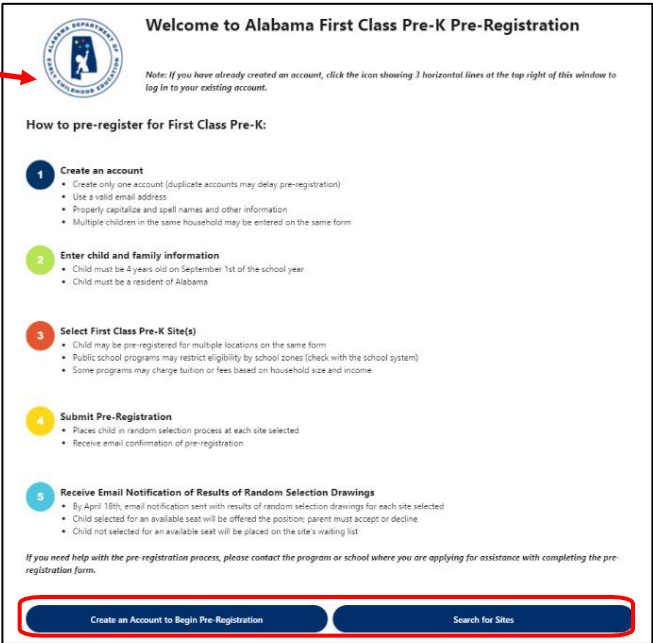 Welcome to Alabama First Class Pre-K Pre-Registration
ALABAMA DEPARTMENT OF
EARLY CHILDHOOD EDUCATION
Note: If you have already created an account, click the icon showing 3 horizontal lines at the top right of this window to
log in to your existing account.
How to pre-register for First Class Pre-K:
1
Create an account
• Create only one account (duplicate accounts may delay pre-registration)
• Use a valid email address
• Properly capitalize and spell names and other information
• Multiple children in the same household may be entered on the same form
2
Enter child and family information
• Child must be 4 years old on September 1st of the school year
• Child must be a resident of Alabama
3
Select First Class Pre-K Site(s)
• Child may be pre-registered for multiple locations on the same form
• Public school programs may restrict eligibility by school zones (check with the school system)
• Some programs may charge tuition or fees based on household size and income
4
Submit Pre-Registration
• Places child in random selection process at each site selected
• Receive email confirmation of pre-registration
5
Receive Email Notification of Results of Random Selection Drawings
• By April 18th, email notification sent with results of random selection drawings for each site selected
• Child selected for an available seat will be offered the position; parent must accept or decline
• Child not selected for an available seat will be placed on the site's waiting list
If you need help with the pre-registration process, please contact the program or school where you are applying for assistance with completing the pre-
registration form.
Create an Account to Begin Pre-Registration
Search for Sites